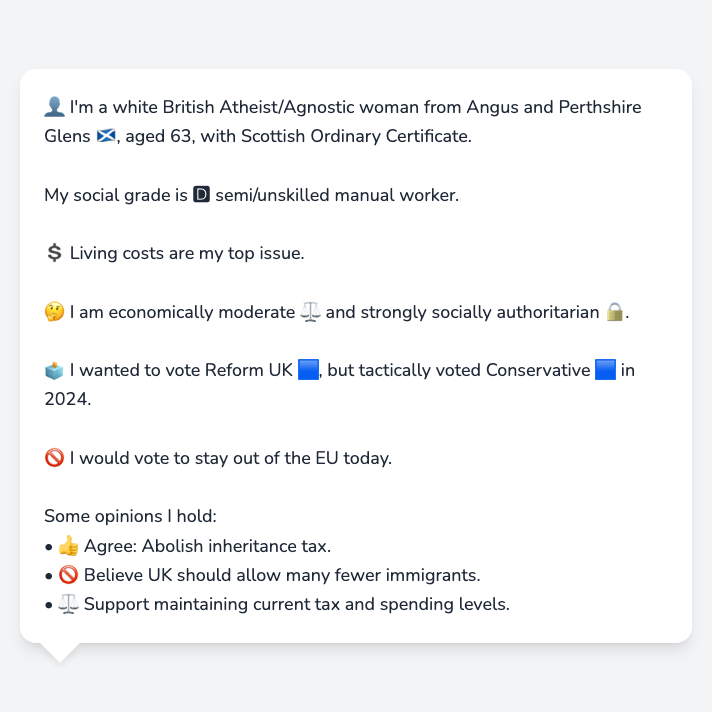 👤 I'm a white British Atheist/Agnostic woman from Angus and Perthshire
Glens 🏴󠁧󠁢󠁳󠁣󠁴󠁿, aged 63, with Scottish Ordinary Certificate.
My social grade is 🅳 semi/unskilled manual worker.
💲 Living costs are my top issue.
🤔 I am economically moderate ⚖️ and strongly socially authoritarian 🔒.
🗳️ I wanted to vote Reform UK 🟦, but tactically voted Conservative 🟦 in
2024.
🚫 I would vote to stay out of the EU today.
Some opinions I hold:
• 👍 Agree: Abolish inheritance tax.
• 🚫 Believe UK should allow many fewer immigrants.
• ⚖️ Support maintaining current tax and spending levels.